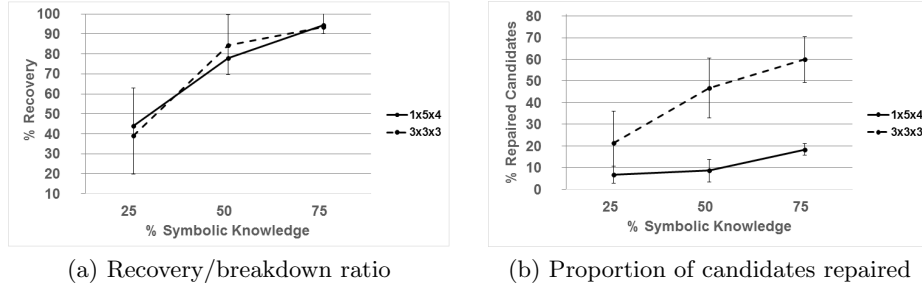 % Recovery
100
90
80
70
60
50
40
30
20
10
25 50 75
% Symbolic Knowledge
1x5x4
3x3x3
(a) Recovery/breakdown ratio
% Repaired Candidates
80
70
60
50
40
30
20
10
0
25 50 75
% Symbolic Knowledge
1x5x4
3x3x3
(b) Proportion of candidates repaired